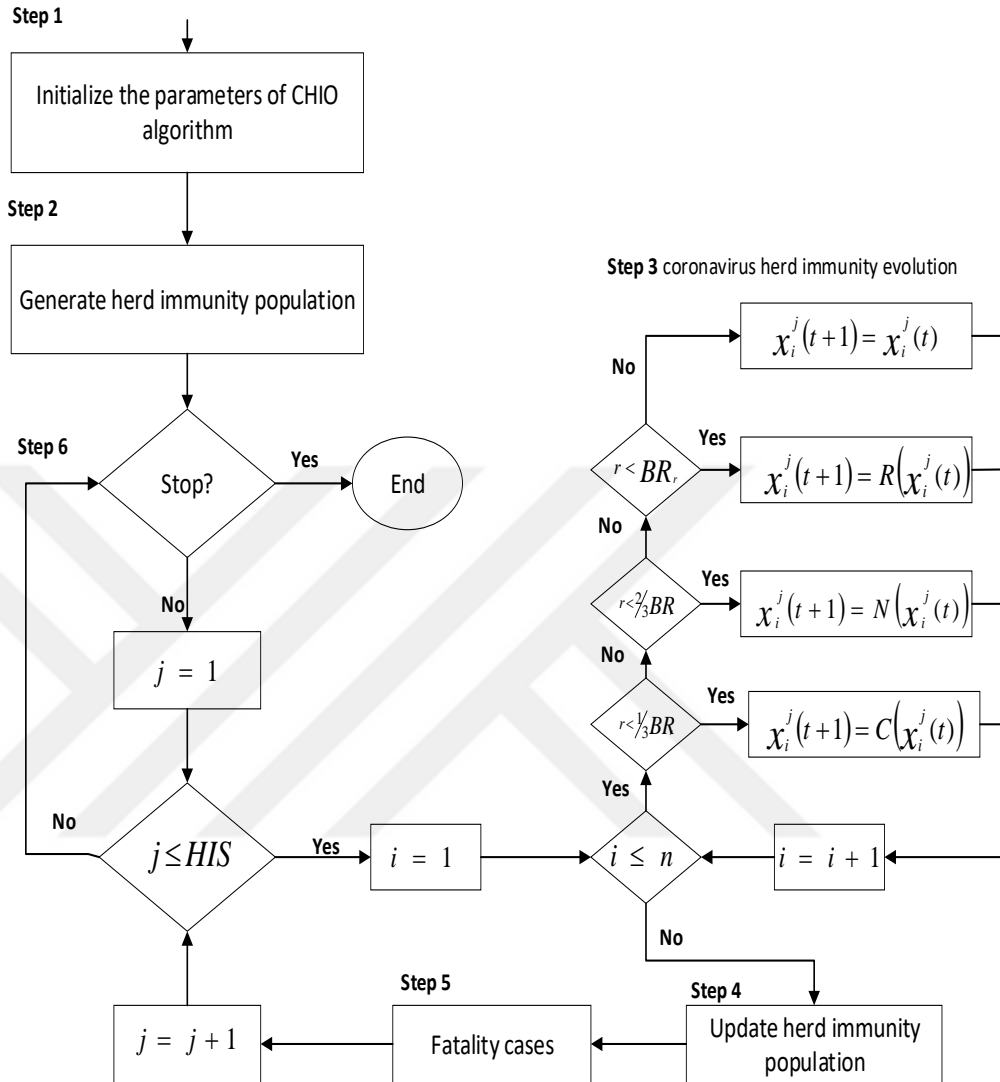 Step 1
Initialize the parameters of CHIO
algorithm
Step 2
Generate herd immunity population
Step 6
Stop?
Yes
End
No
j = 1
j ≤ HIS
No
Yes
i = 1
Step 3 coronavirus herd immunity evolution
x_i^j(t+1) = x_i^j(t)
No
r < BR_r
Yes
x_i^j(t+1) = R(x_i^j(t))
No
r < 2/3 BR
Yes
x_i^j(t+1) = N(x_i^j(t))
No
r < 1/3 BR
Yes
x_i^j(t+1) = C(x_i^j(t))
Yes
i ≤ n
i = i + 1
No
Step 4
Update herd immunity
population
Step 5
Fatality cases
j = j + 1